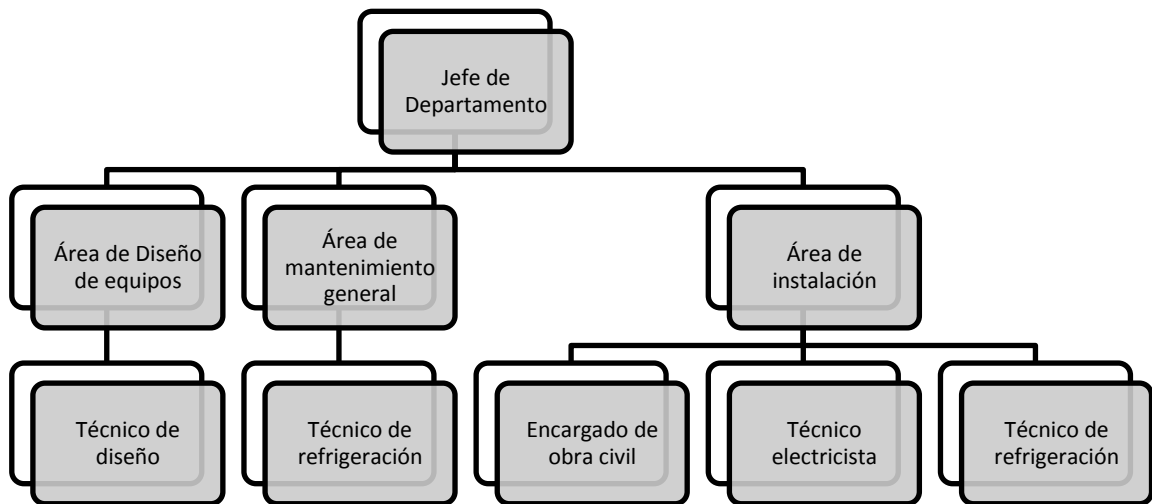 Jefe de
Departamento
Área de Diseño
de equipos
Área de
mantenimiento
general
Área de
instalación
Técnico de
diseño
Técnico de
refrigeración
Encargado de
obra civil
Técnico
electricista
Técnico de
refrigeración